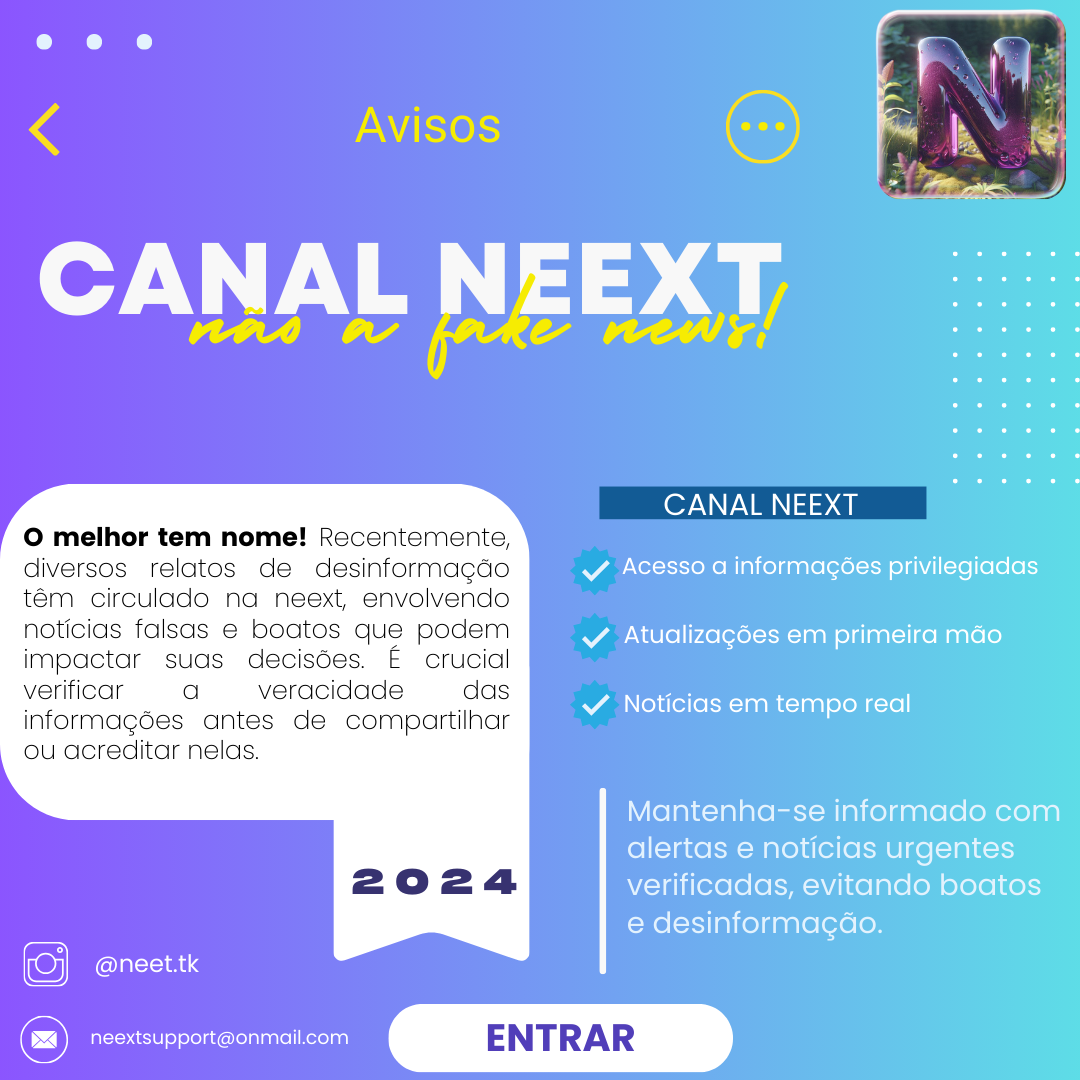 N
Avisos
CANAL NEEXT
não a fake news!
O melhor tem nome! Recentemente,
diversos relatos de desinformação
têm circulado na neext, envolvendo
notícias falsas e boatos que podem
impactar suas decisões. É crucial
verificar a veracidade das
informações antes de compartilhar
ou acreditar nelas.
2024
CANAL NEEXT
Acesso a informações privilegiadas
Atualizações em primeira mão
Notícias em tempo real
Mantenha-se informado com
alertas e notícias urgentes
verificadas, evitando boatos
e desinformação.
@neet.tk
neextsupport@onmail.com
ENTRAR